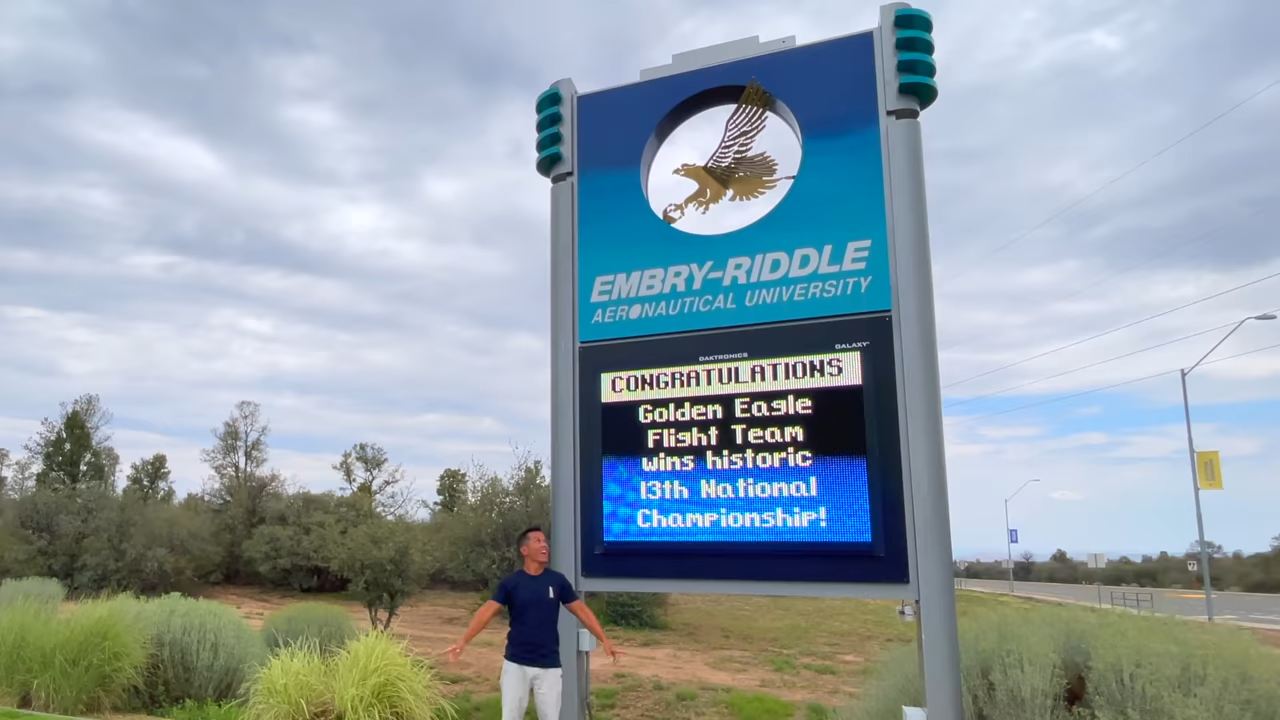 EMBRY-RIDDLE
AERONAUTICAL UNIVERSITY
DAKTRONICS
GALAXY
CONGRATULATIONS
Golden Eagle
Flight Team
wins historic
13th National
Championship!